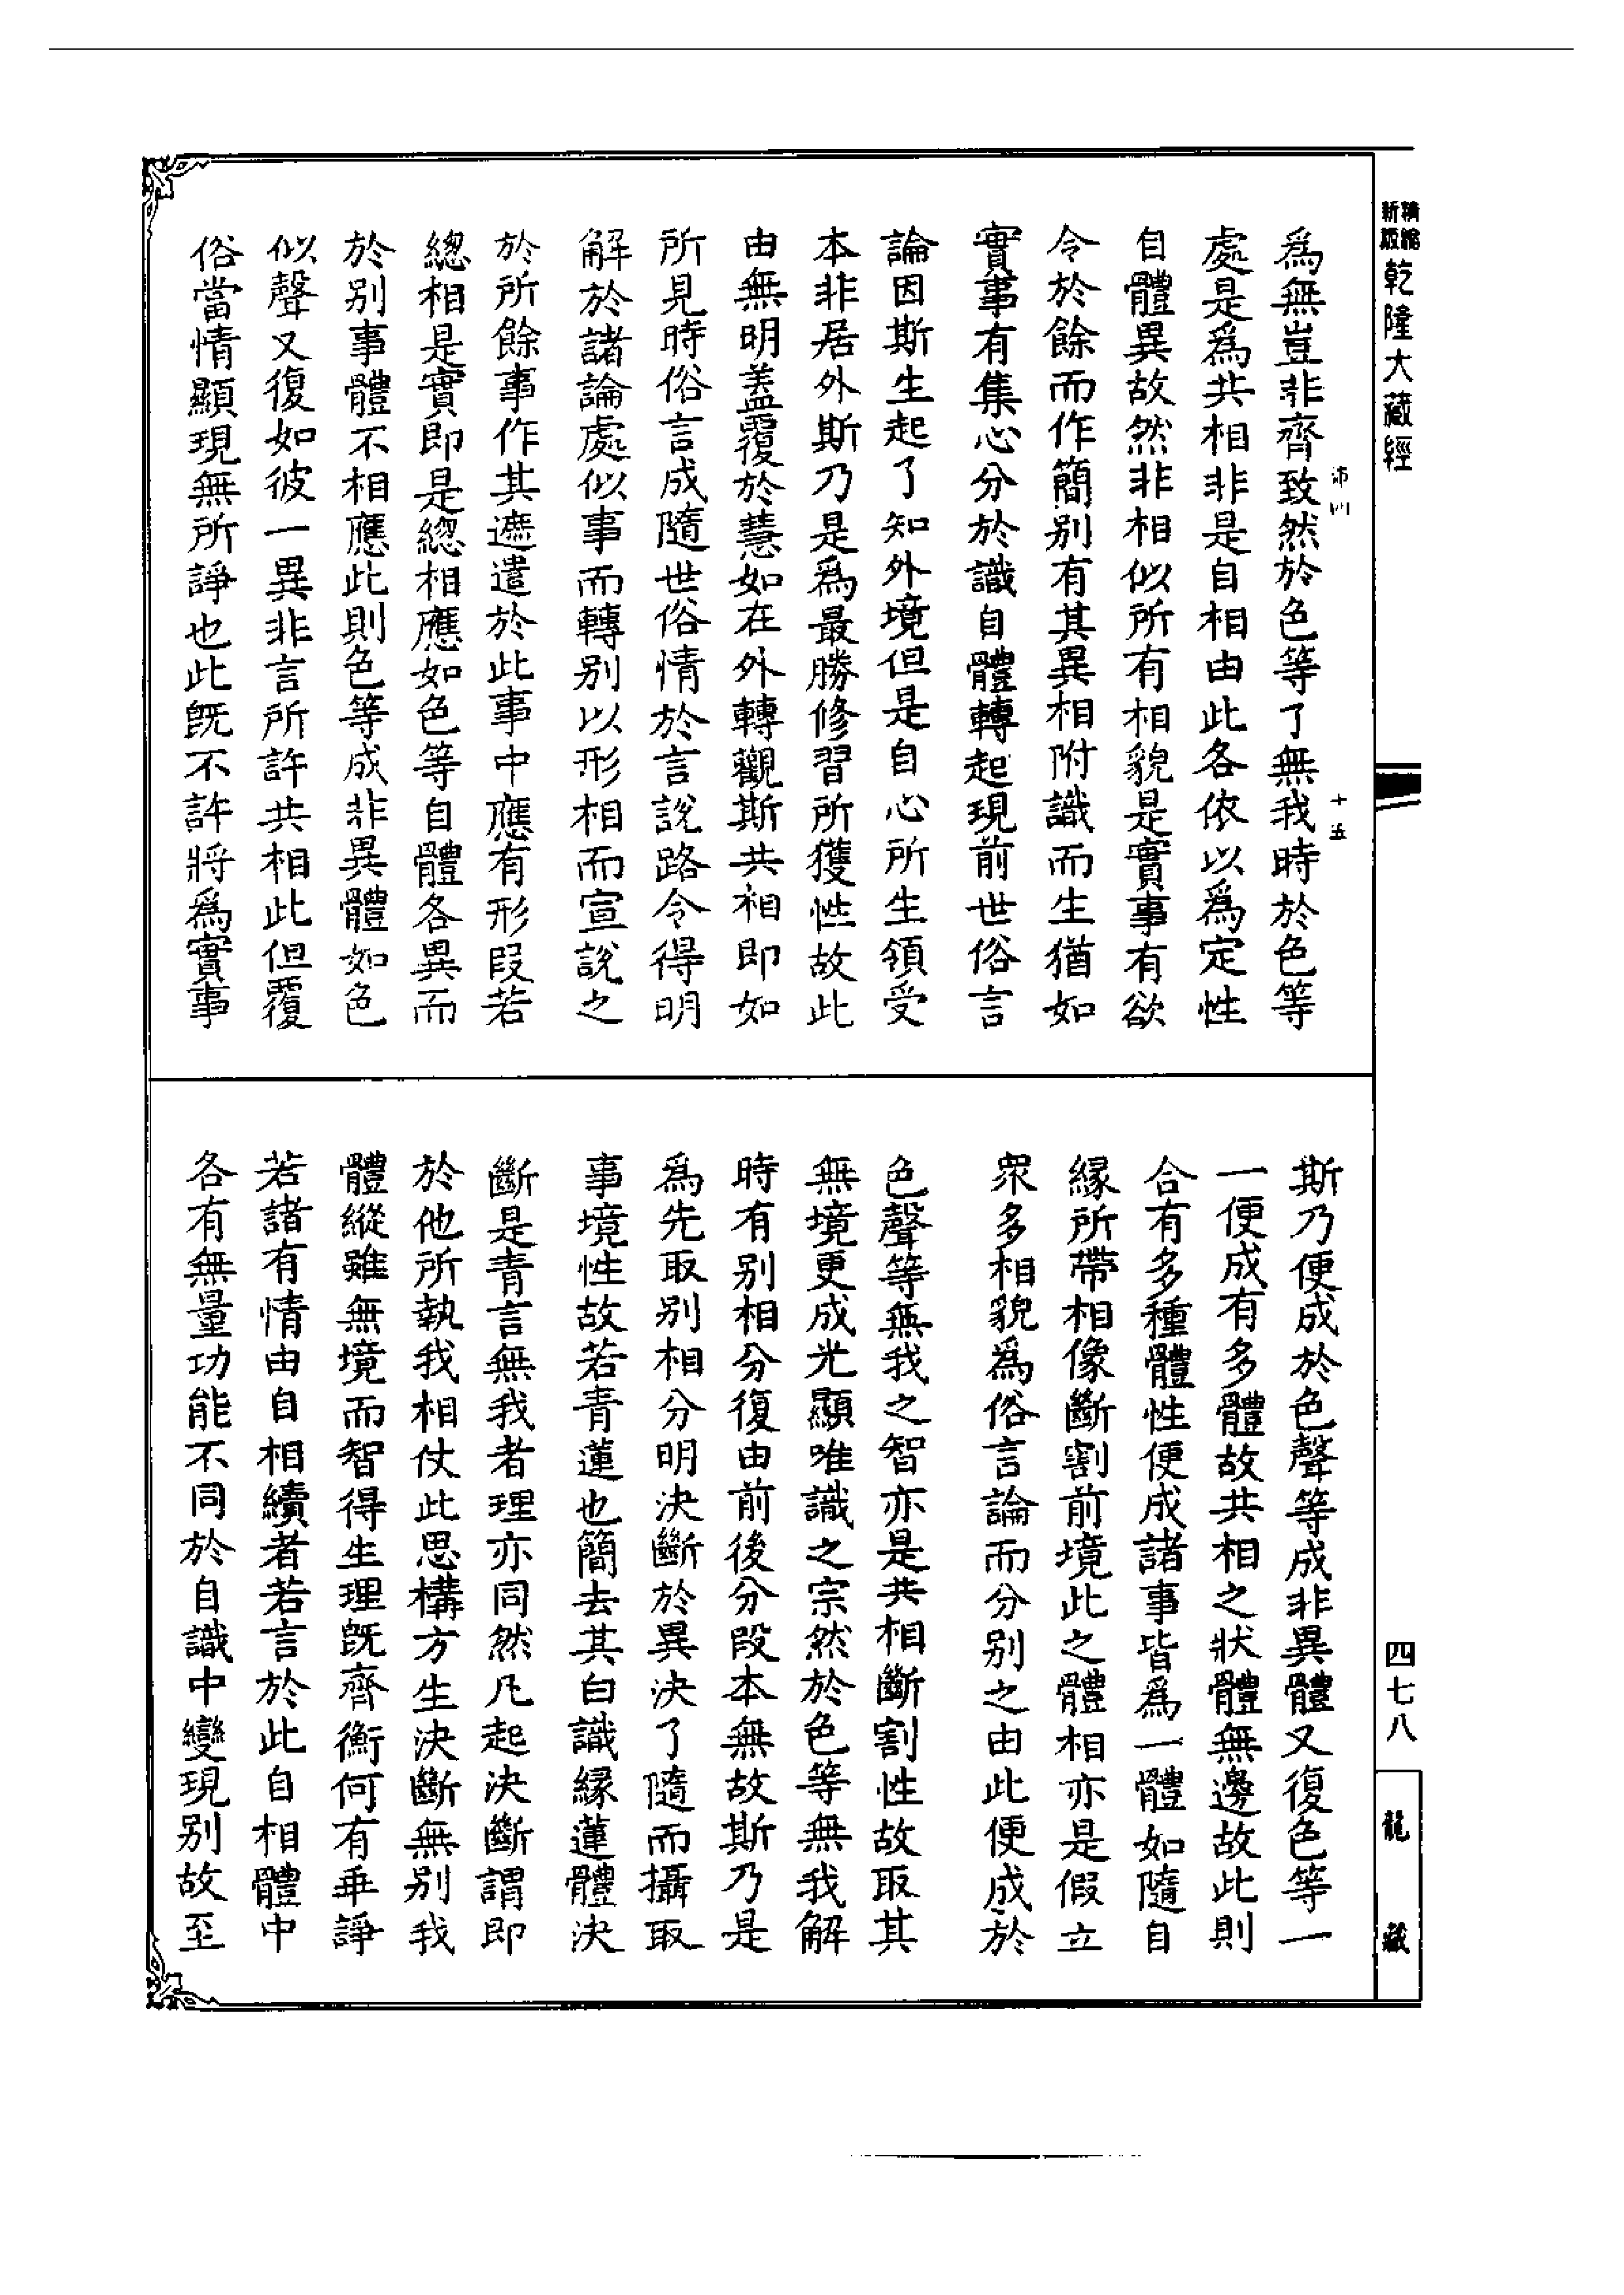 精縮新版乾隆大藏經
沛四 十五
爲無豈非齊致然於色等了無我時於色等
處是爲共相非是自相由此各依以爲定性
自體異故然非相似所有相貌是實事有欲
令於餘而作簡别有其異相附識而生猶如
實事有集心分於識自體轉起現前世俗言
論因斯生起了知外境但是自心所生領受
本非居外斯乃是爲最勝修習所獲性故此
由無明蓋覆於慧如在外轉觀斯共相即如
所見時俗言成隨世俗情於言說路令得明
解於諸論處似事而轉别以形相而宣說之
於所餘事作其遮遣於此事中應有形段若
總相是實即是總相應如色等自體各異而
於别事體不相應此則色等成非異體如色
似聲又復如彼一異非言所許共相此但覆
俗當情顯現無所諍也此旣不許將爲實事
斯乃便成於色聲等成非異體又復色等一
一便成有多體故共相之狀體無邊故此則
合有多種體性便成諸事皆爲一體如隨自
緣所帶相像斷割前境此之體相亦是假立
眾多相貌爲俗言論而分别之由此便成於
色聲等無我之智亦是共相斷割性故取其
無境更成光顯唯識之宗然於色等無我解
時有别相分復由前後分段本無故斯乃是
爲先取别相分明決斷於異決了隨而攝取
事境性故若青蓮也簡去其白識緣蓮體決
斷是青言無我者理亦同然凡起決斷謂即
於他所執我相仗此思構方生決斷無别我
體縱雖無境而智得生理旣齊衡何有乖諍
若諸有情由自相續者若言於此自相體中
各有無量功能不同於自識中變現别故至
四七八
龍藏